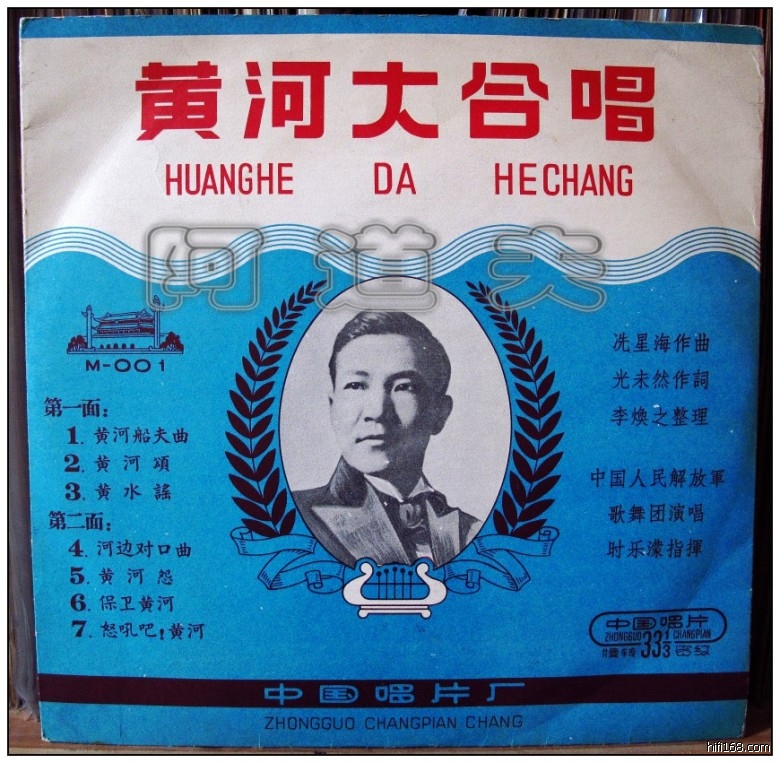 黄河大合唱
HUANGHE DA HECHANG
阿道夫
M-001
第一面：
1. 黄河船夫曲
2. 黄河頌
3. 黄水謠
第二面：
4. 河边对口曲
5. 黄河怨
6. 保卫黄河
7. 怒吼吧！黄河
冼星海作曲
光未然作詞
李煥之整理
中国人民解放軍
歌舞团演唱
时乐濛指揮
中国唱片
ZHONGGUO CHANGPIAN
33 1/3
中国唱片厂
ZHONGGUO CHANGPIAN CHANG
hifi168.com